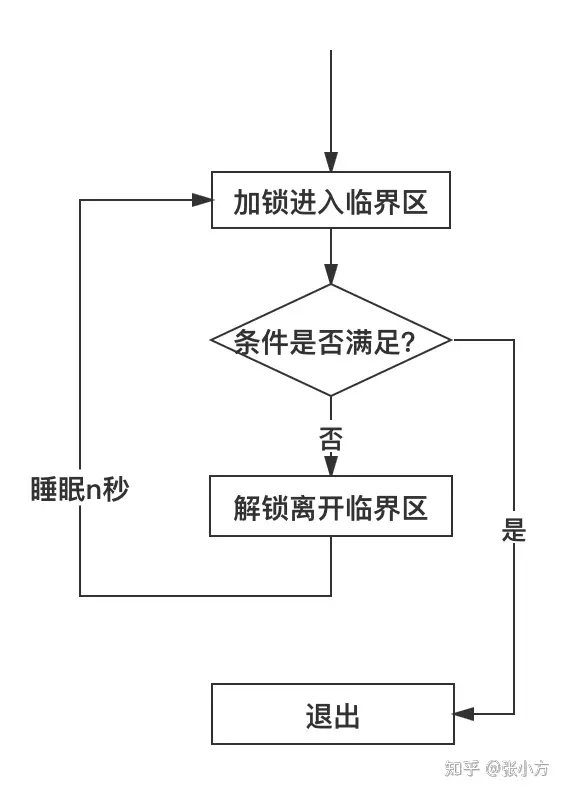 加锁进入临界区
条件是否满足?
否
睡眠n秒
解锁离开临界区
是
退出
知乎 @张小方